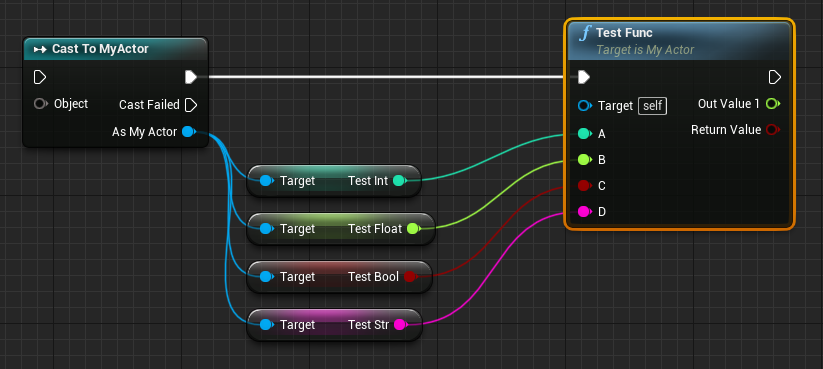 Cast To MyActor
Object
Cast Failed
As My Actor
Target Test Int
Target Test Float
Target Test Bool
Target Test Str
f Test Func
Target is My Actor
Target self
Out Value 1
A
Return Value
B
C
D